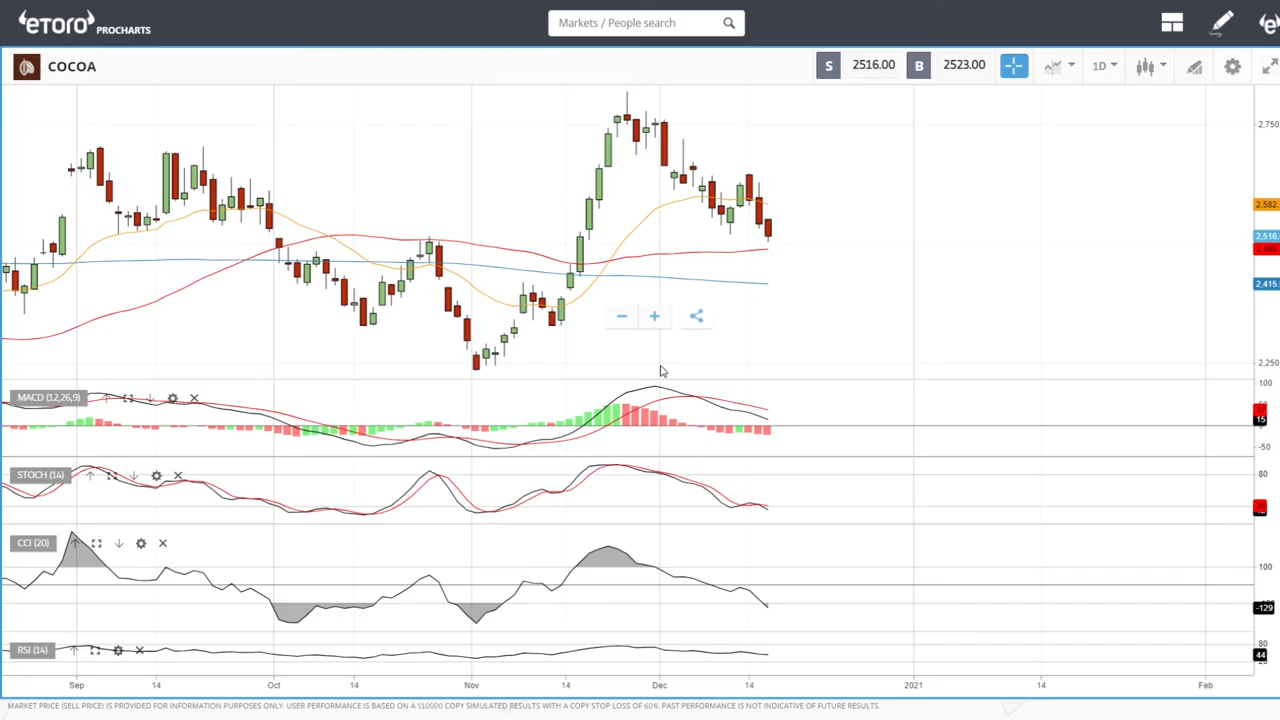 eToro PROCHARTS
Markets / People search
COCOA
S 2516.00 B 2523.00
1D
2,750
2,582
2,516
2,415.
2,250
MACD (12,26,9)
100
15
-50
STOCH (14)
80
CCI (20)
100
-129
RSI (14)
80
44
20
Sep 14 Oct 14 Nov 14 Dec 14 2021 14 Feb
MARKET PRICE (SELL PRICE) IS PROVIDED FOR INFORMATION PURPOSES ONLY. USER PERFORMANCE IS BASED ON A $10000 COPY SIMULATED RESULTS WITH A COPY STOP LOSS OF 60%. PAST PERFORMANCE IS NOT INDICATIVE OF FUTURE RESULTS.